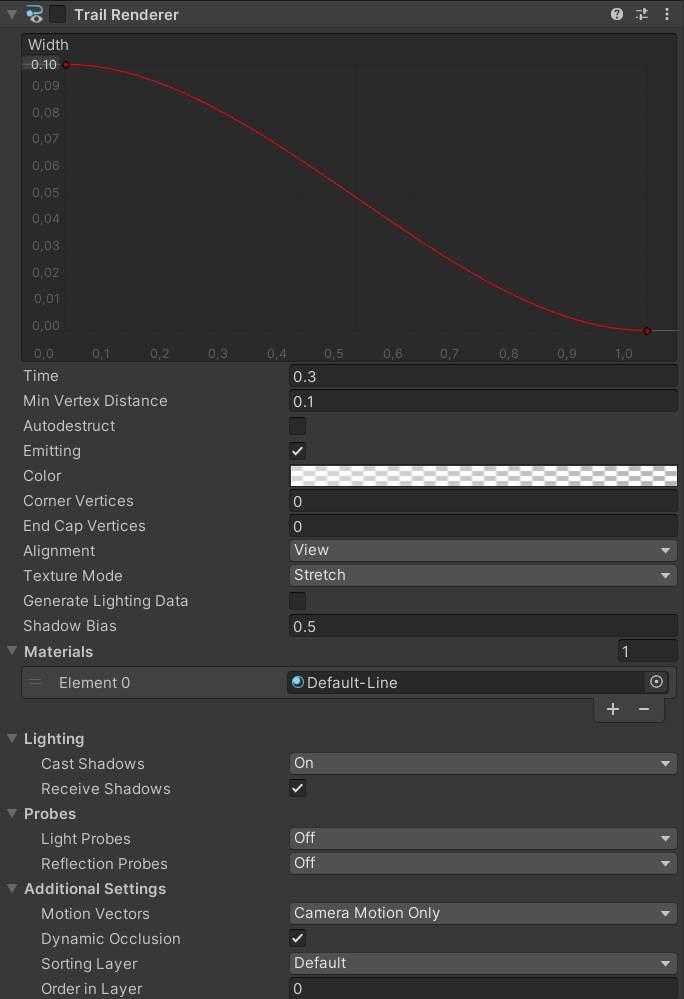 Trail Renderer
Width
0.10
0,09
0,08
0,07
0,06
0,05
0,04
0,03
0,02
0,01
0,00
0,0 0,1 0,2 0,3 0,4 0,5 0,6 0,7 0,8 0,9 1,0
Time 0.3
Min Vertex Distance 0.1
Autodestruct
Emitting
Color
Corner Vertices 0
End Cap Vertices 0
Alignment View
Texture Mode Stretch
Generate Lighting Data
Shadow Bias 0.5
Materials 1
Element 0 Default-Line
+ −
Lighting
Cast Shadows On
Receive Shadows
Probes
Light Probes Off
Reflection Probes Off
Additional Settings
Motion Vectors Camera Motion Only
Dynamic Occlusion
Sorting Layer Default
Order in Layer 0